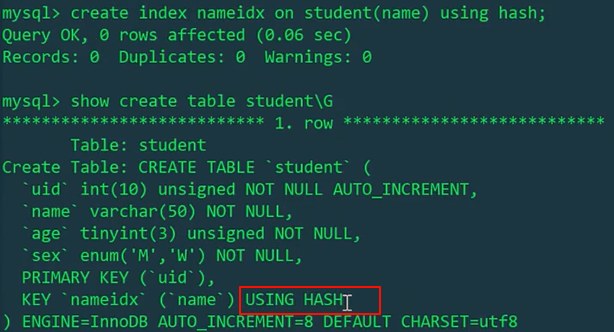 mysql> create index nameidx on student(name) using hash;
Query OK, 0 rows affected (0.06 sec)
Records: 0  Duplicates: 0  Warnings: 0
mysql> show create table student\G
*************************** 1. row ***************************
       Table: student
Create Table: CREATE TABLE `student` (
  `uid` int(10) unsigned NOT NULL AUTO_INCREMENT,
  `name` varchar(50) NOT NULL,
  `age` tinyint(3) unsigned NOT NULL,
  `sex` enum('M','W') NOT NULL,
  PRIMARY KEY (`uid`),
  KEY `nameidx` (`name`) USING HASH
) ENGINE=InnoDB AUTO_INCREMENT=8 DEFAULT CHARSET=utf8